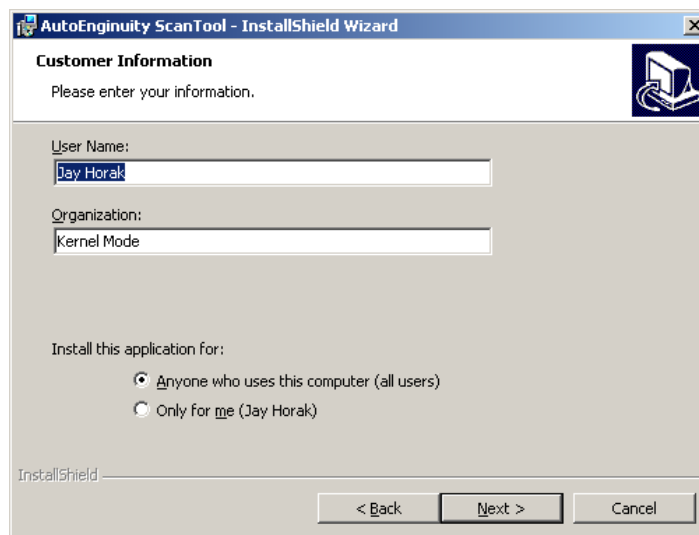 AutoEnginuity ScanTool - InstallShield Wizard
Customer Information
Please enter your information.
User Name:
Jay Horak
Organization:
Kernel Mode
Install this application for:
Anyone who uses this computer (all users)
Only for me (Jay Horak)
InstallShield
< Back Next > Cancel